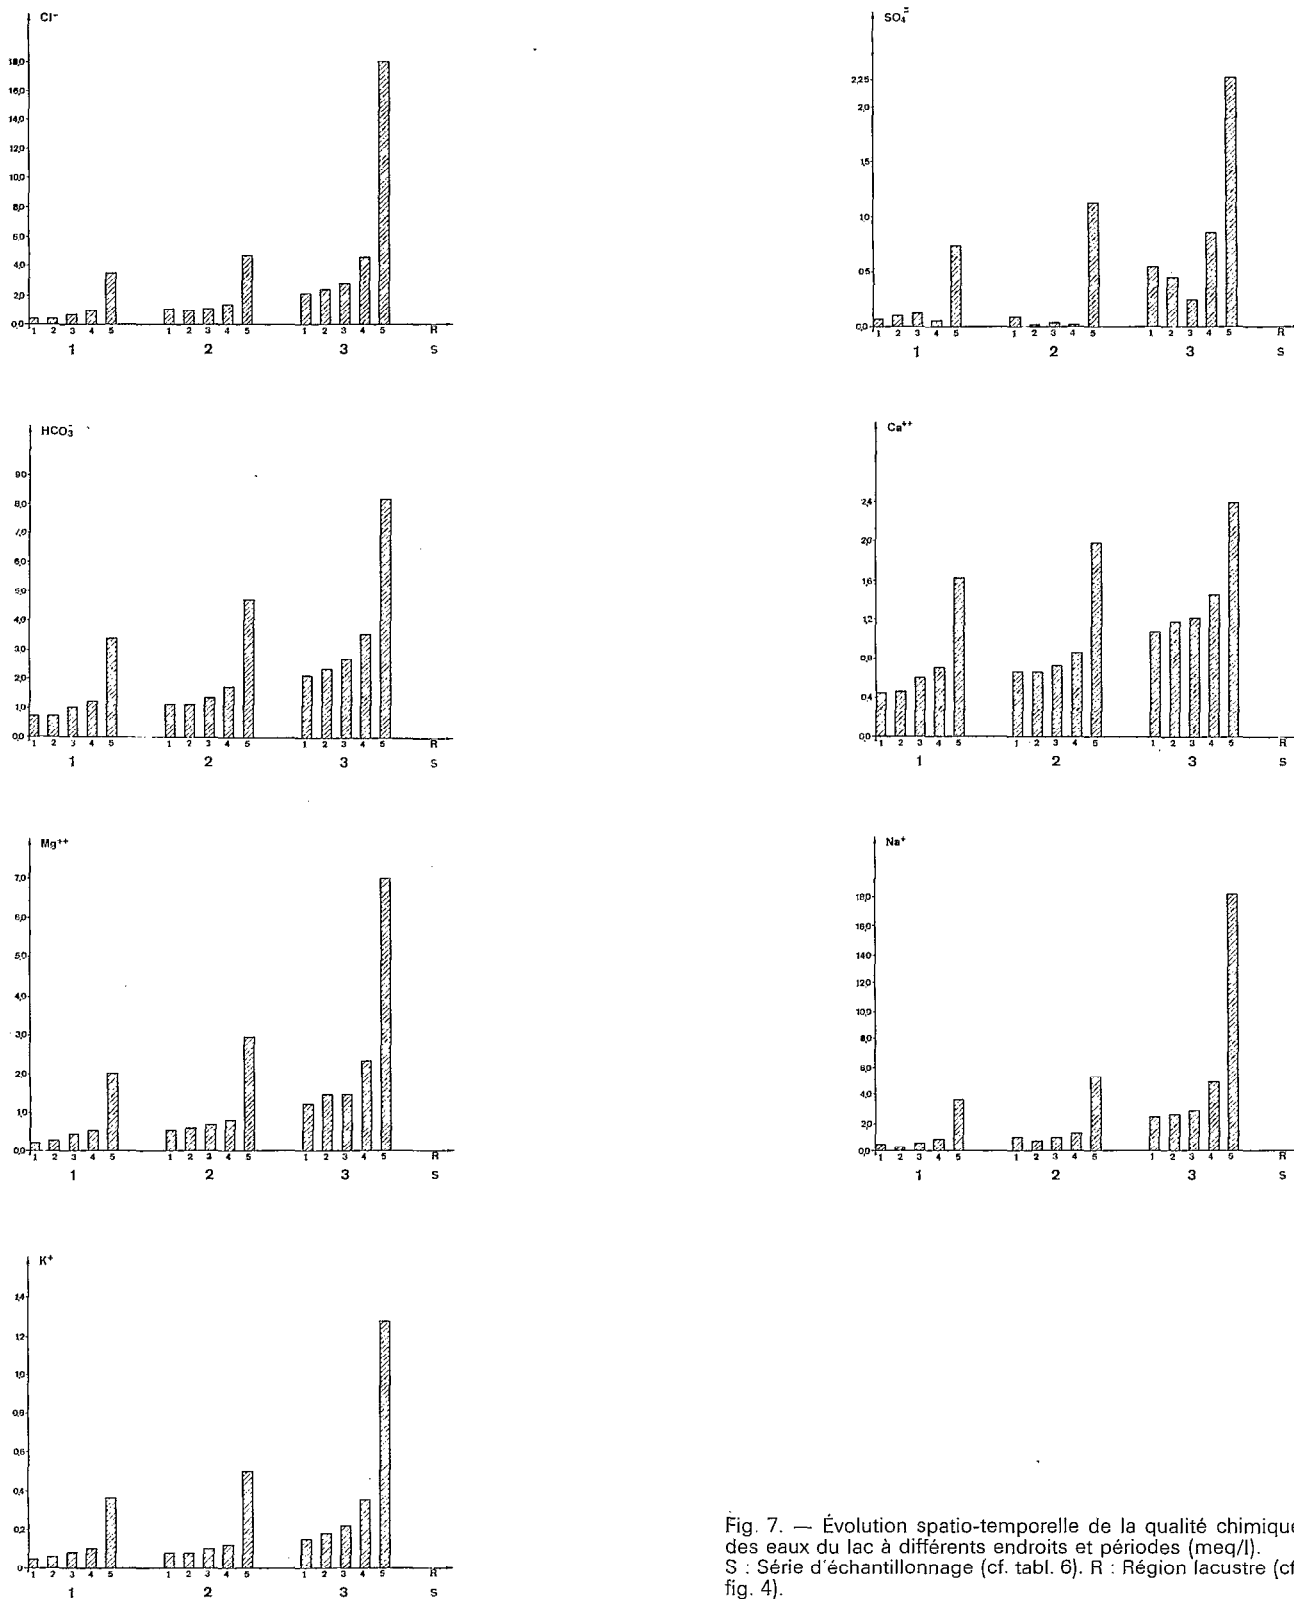 Cl⁻
18,0
16,0
14,0
12,0
10,0
8,0
6,0
4,0
2,0
0,0
1 2 3 4 5 1 2 3 4 5 1 2 3 4 5 R
1 2 3 S
SO₄⁼
2,25
2,0
1,5
1,0
0,5
0,0
1 2 3 4 5 1 2 3 4 5 1 2 3 4 5 R
1 2 3 S
HCO₃⁻
9,0
8,0
7,0
6,0
5,0
4,0
3,0
2,0
1,0
0,0
1 2 3 4 5 1 2 3 4 5 1 2 3 4 5 R
1 2 3 S
Ca⁺⁺
2,4
2,0
1,6
1,2
0,8
0,4
0,0
1 2 3 4 5 1 2 3 4 5 1 2 3 4 5 R
1 2 3 S
Mg⁺⁺
7,0
6,0
5,0
4,0
3,0
2,0
1,0
0,0
1 2 3 4 5 1 2 3 4 5 1 2 3 4 5 R
1 2 3 S
Na⁺
18,0
16,0
14,0
12,0
10,0
8,0
6,0
4,0
2,0
0,0
1 2 3 4 5 1 2 3 4 5 1 2 3 4 5 R
1 2 3 S
K⁺
1,4
1,2
1,0
0,8
0,6
0,4
0,2
0
1 2 3 4 5 1 2 3 4 5 1 2 3 4 5 R
1 2 3 S
Fig. 7. — Évolution spatio-temporelle de la qualité chimique
des eaux du lac à différents endroits et périodes (meq/l).
S : Série d'échantillonnage (cf. tabl. 6). R : Région lacustre (cf
fig. 4).